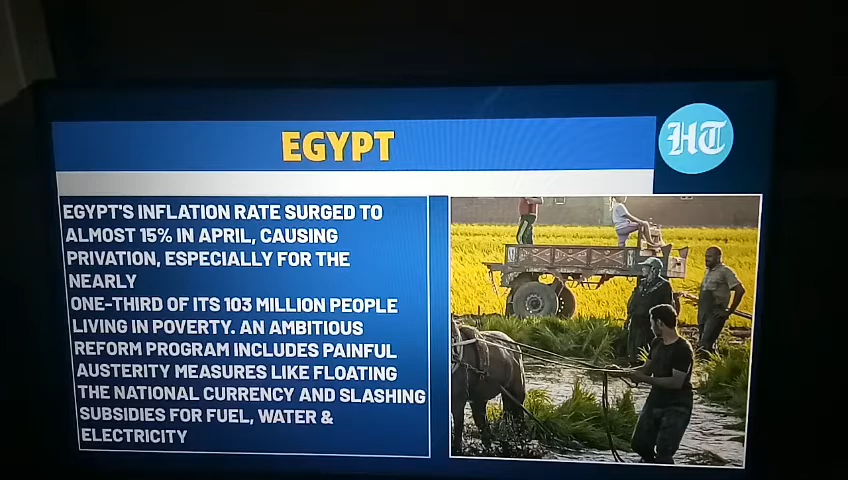 EGYPT
HT
EGYPT'S INFLATION RATE SURGED TO
ALMOST 15% IN APRIL, CAUSING
PRIVATION, ESPECIALLY FOR THE
NEARLY
ONE-THIRD OF ITS 103 MILLION PEOPLE
LIVING IN POVERTY. AN AMBITIOUS
REFORM PROGRAM INCLUDES PAINFUL
AUSTERITY MEASURES LIKE FLOATING
THE NATIONAL CURRENCY AND SLASHING
SUBSIDIES FOR FUEL, WATER &
ELECTRICITY